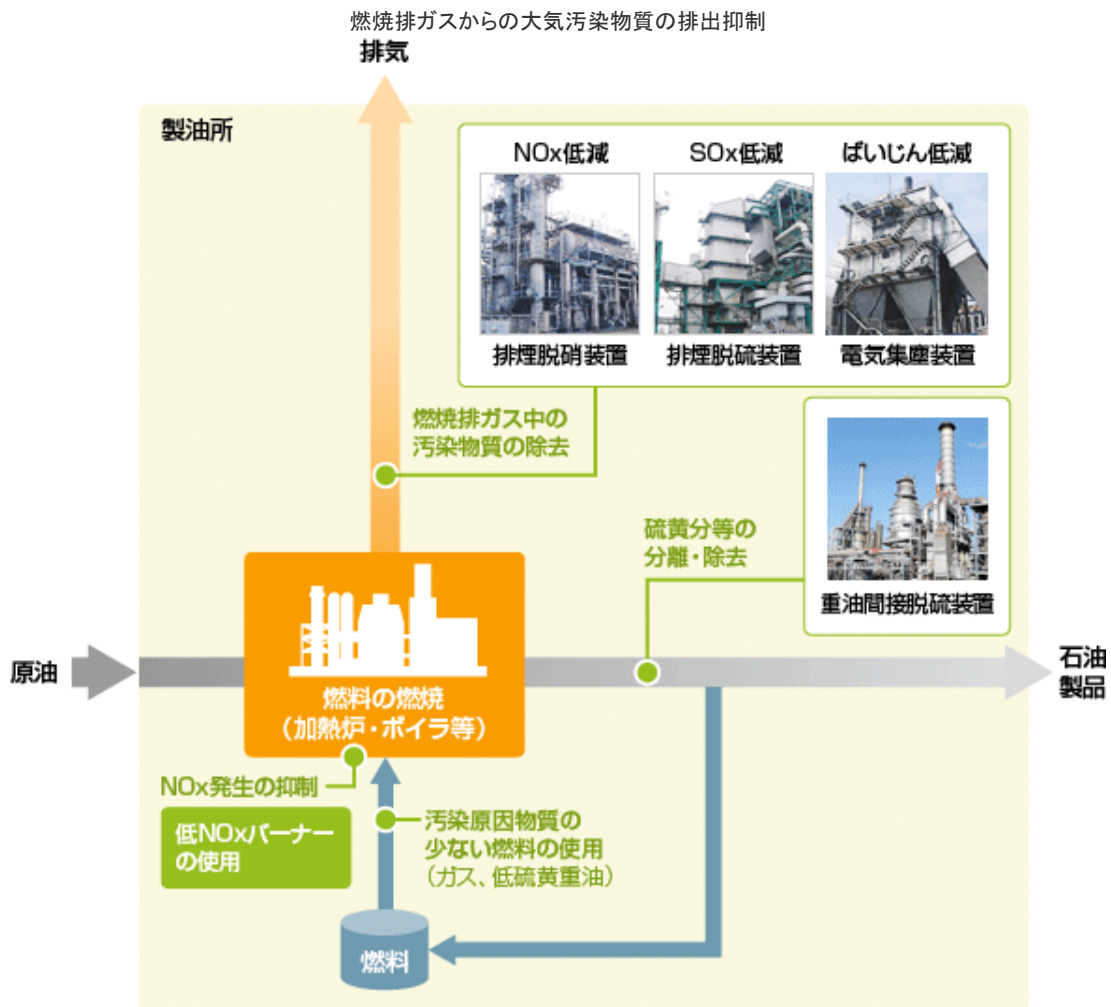 燃焼排ガスからの大気汚染物質の排出抑制
排気
製油所
NOx低減
SOx低減
ばいじん低減
排煙脱硝装置
排煙脱硫装置
電気集塵装置
燃焼排ガス中の
汚染物質の除去
硫黄分等の
分離・除去
重油間接脱硫装置
原油
石油
製品
燃料の燃焼
（加熱炉・ボイラ等）
NOx発生の抑制
低NOxバーナー
の使用
汚染原因物質の
少ない燃料の使用
（ガス、低硫黄重油）
燃料